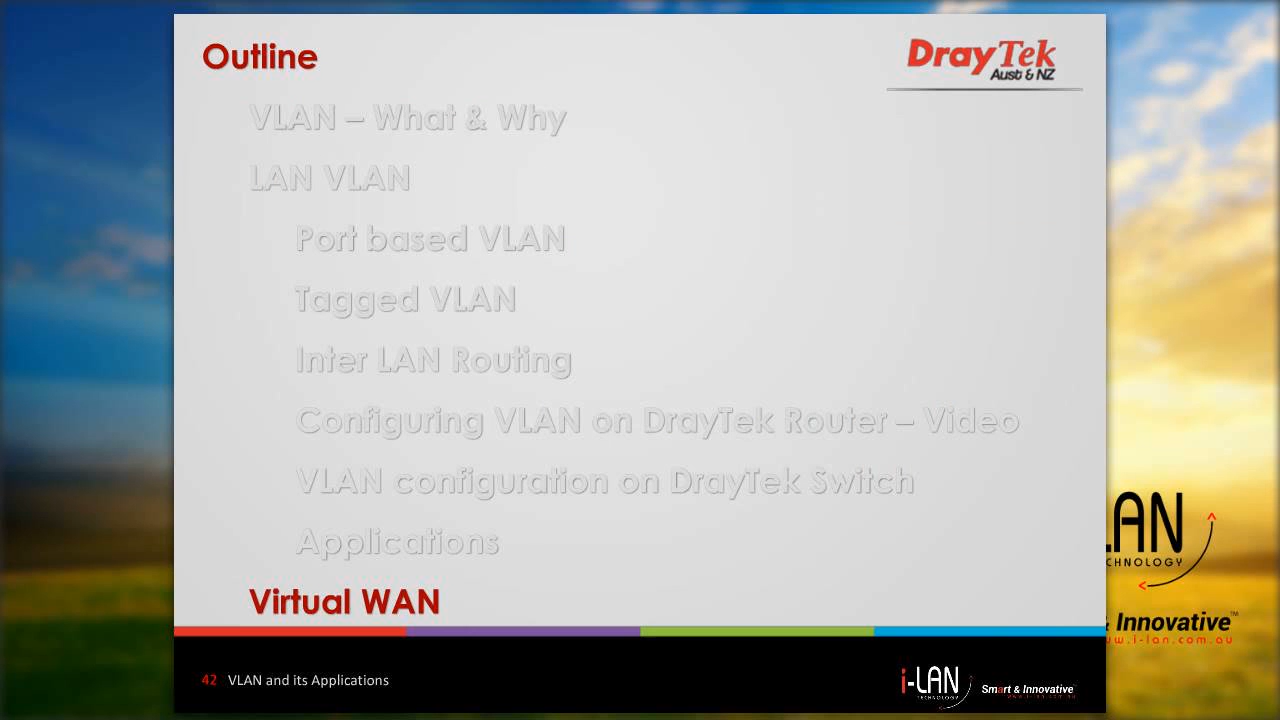 Outline
DrayTek
Aust & NZ
VLAN – What & Why
LAN VLAN
Port based VLAN
Tagged VLAN
Inter LAN Routing
Configuring VLAN on DrayTek Router – Video
VLAN configuration on DrayTek Switch
Applications
Virtual WAN
42 VLAN and its Applications
i-LAN
TECHNOLOGY
Smart & Innovative
LAN
CHNOLOGY
& Innovative™
w.i-lan.com.au